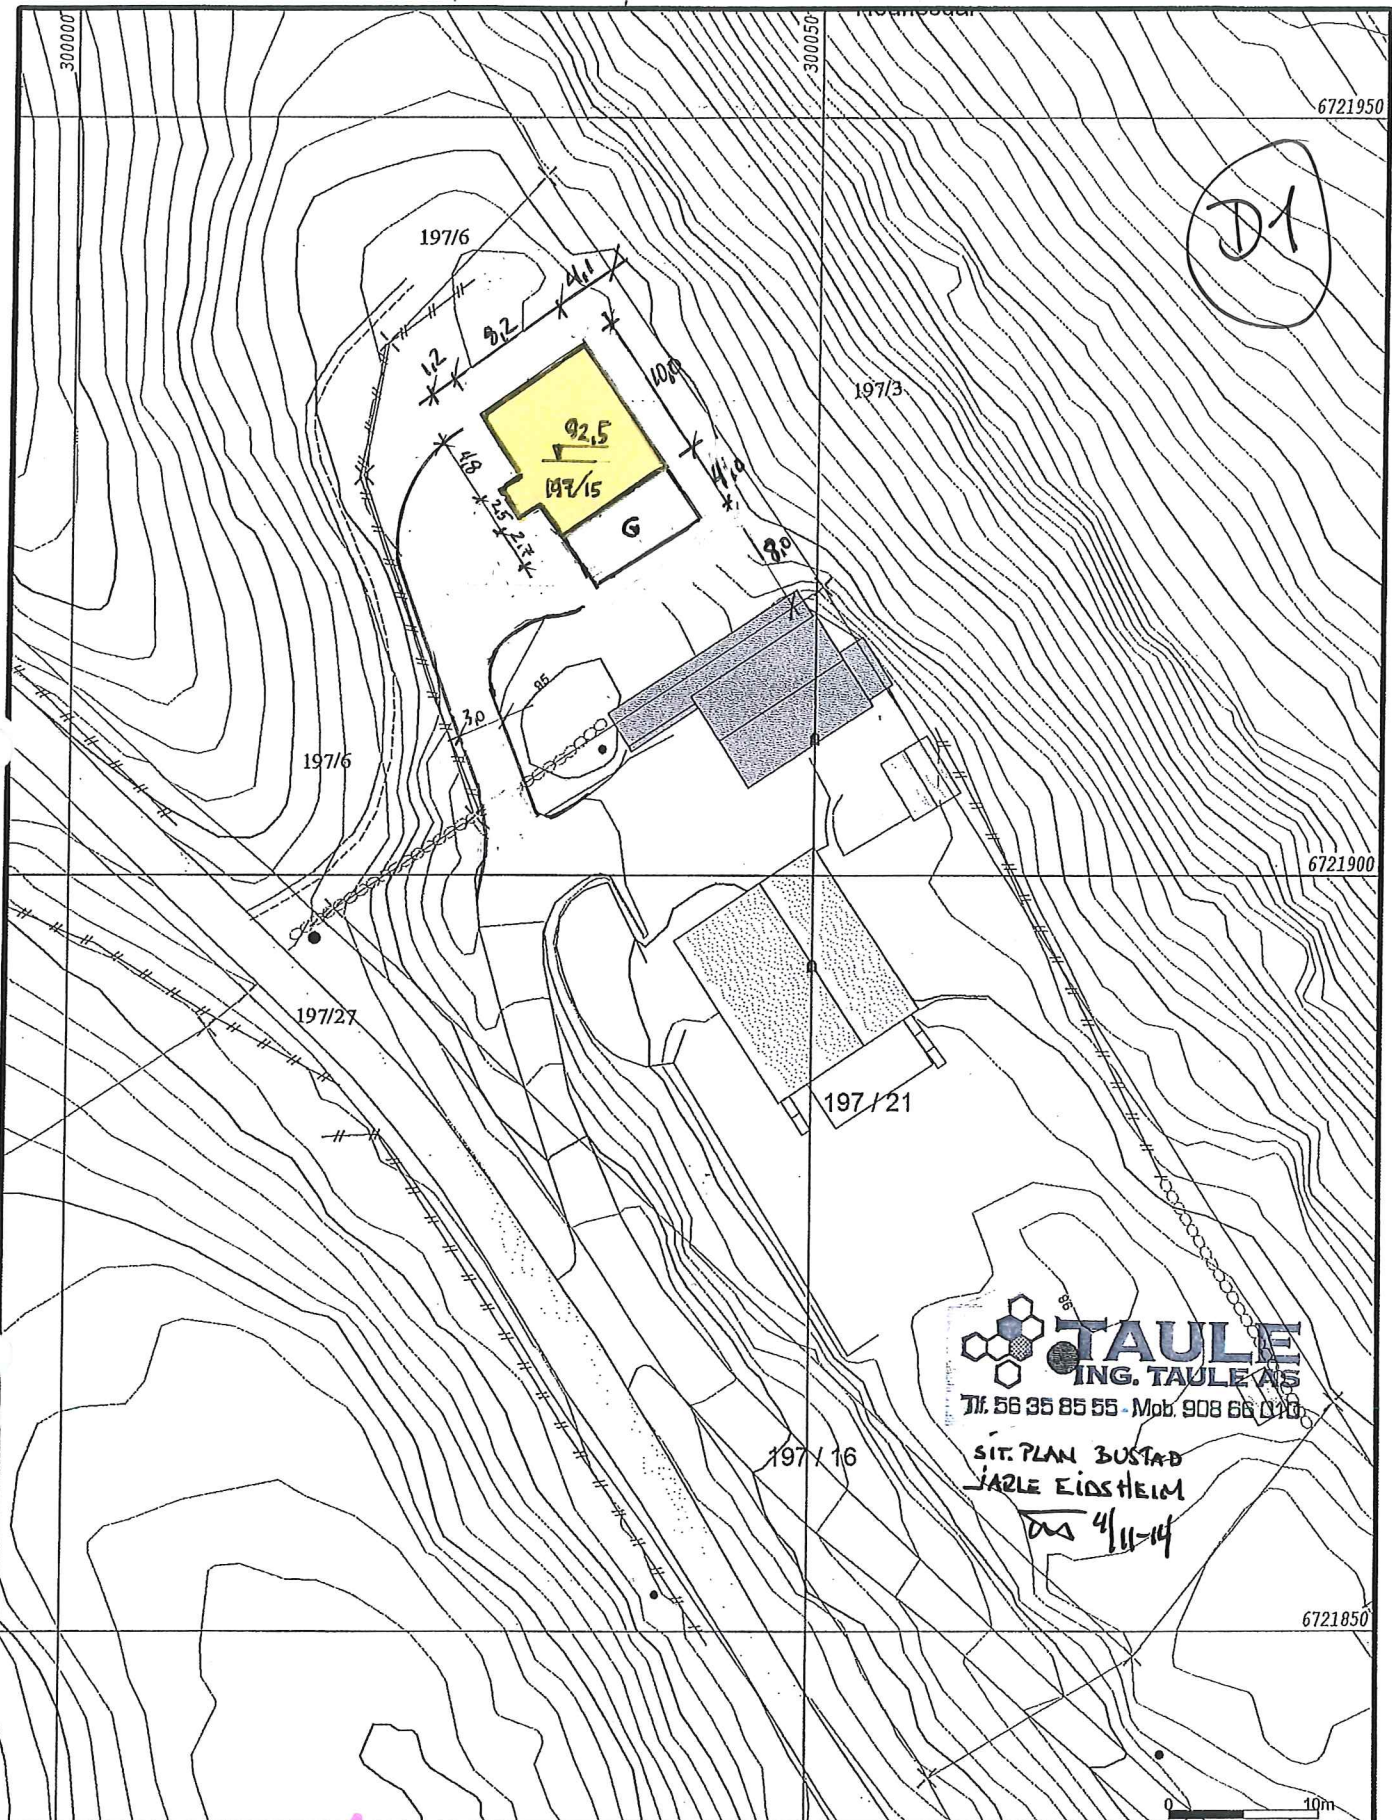 300000
300050
6721950
D1
197/6
4,1
8,2
1,2
10,0
197/3
92,5
4,8
197/15
4,0
2,5
G
2,7
8,0
85
3,0
197/6
6721900
197/27
197 / 21
96
TAULE
ING. TAULE AS
Tlf. 56 35 85 55 - Mob. 908 66 010
197 / 16
SIT. PLAN BUSTAD
JARLE EIDSHEIM
4/11-14
6721850
0 10m